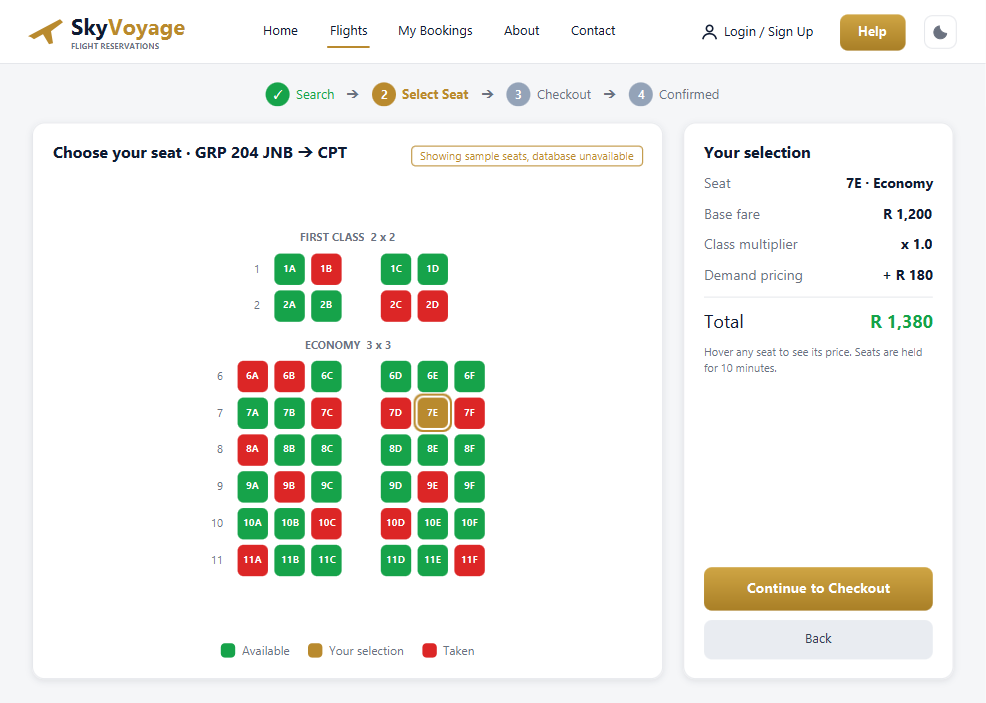 SkyVoyage
FLIGHT RESERVATIONS
Home Flights My Bookings About Contact
Login / Sign Up
Help
✓ Search → 2 Select Seat → 3 Checkout → 4 Confirmed
Choose your seat · GRP 204 JNB → CPT
Showing sample seats, database unavailable
FIRST CLASS 2 x 2
1 1A 1B 1C 1D
2 2A 2B 2C 2D
ECONOMY 3 x 3
6 6A 6B 6C 6D 6E 6F
7 7A 7B 7C 7D 7E 7F
8 8A 8B 8C 8D 8E 8F
9 9A 9B 9C 9D 9E 9F
10 10A 10B 10C 10D 10E 10F
11 11A 11B 11C 11D 11E 11F
Available Your selection Taken
Your selection
Seat 7E · Economy
Base fare R 1,200
Class multiplier x 1.0
Demand pricing + R 180
Total R 1,380
Hover any seat to see its price. Seats are held
for 10 minutes.
Continue to Checkout
Back